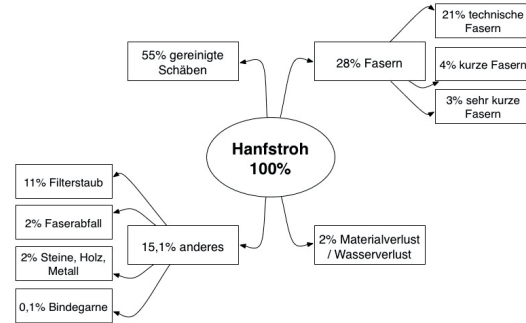 55% gereinigte
Schäben
28% Fasern
21% technische
Fasern
4% kurze Fasern
3% sehr kurze
Fasern
Hanfstroh
100%
11% Filterstaub
2% Faserabfall
2% Steine, Holz,
Metall
0,1% Bindegarne
15,1% anderes
2% Materialverlust
/ Wasserverlust